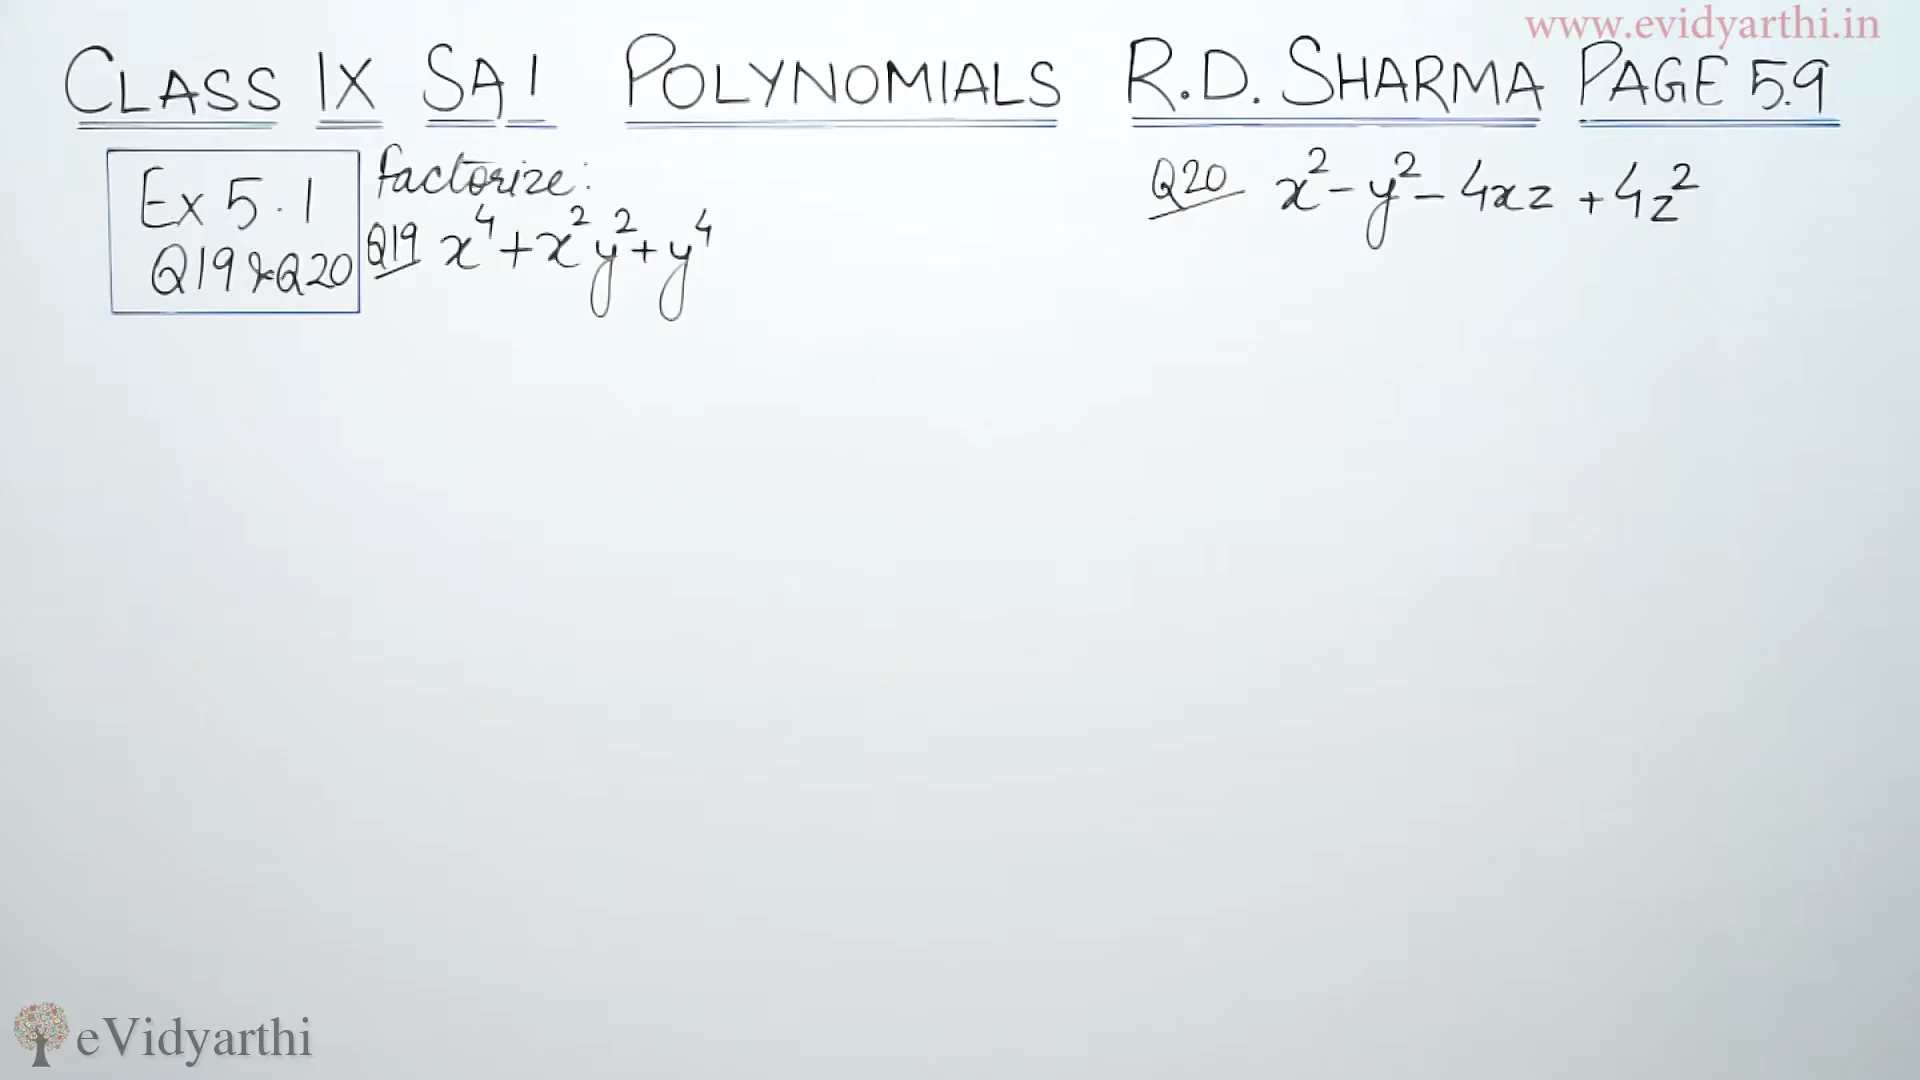 www.evidyarthi.in
CLASS IX SA1 POLYNOMIALS R.D. SHARMA PAGE 5.9
Ex 5.1
Q19 & Q20
factorize:
Q19 x⁴+x²y²+y⁴
Q20 x²-y²-4xz+4z²
eVidyarthi